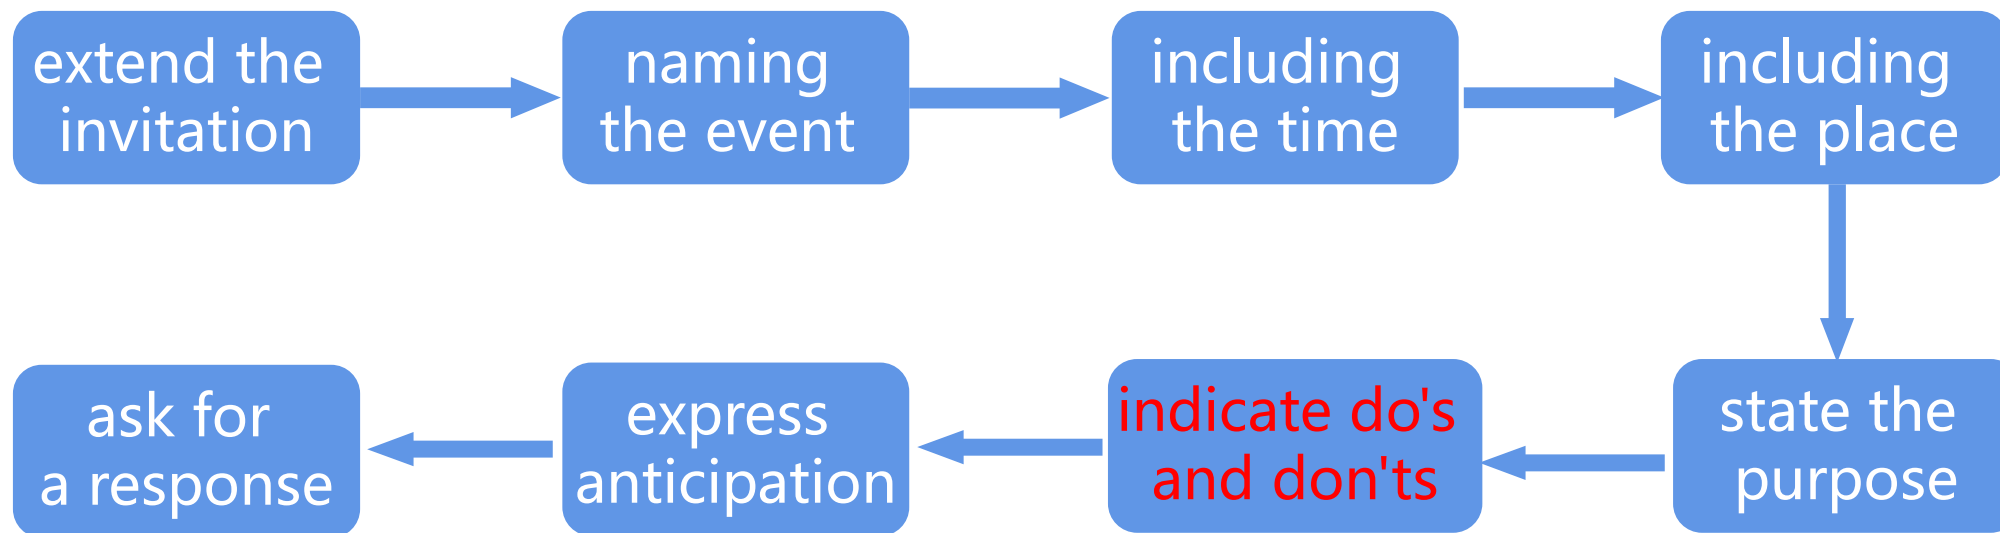 extend the
invitation
naming
the event
including
the time
including
the place
state the
purpose
indicate do's
and don'ts
express
anticipation
ask for
a response